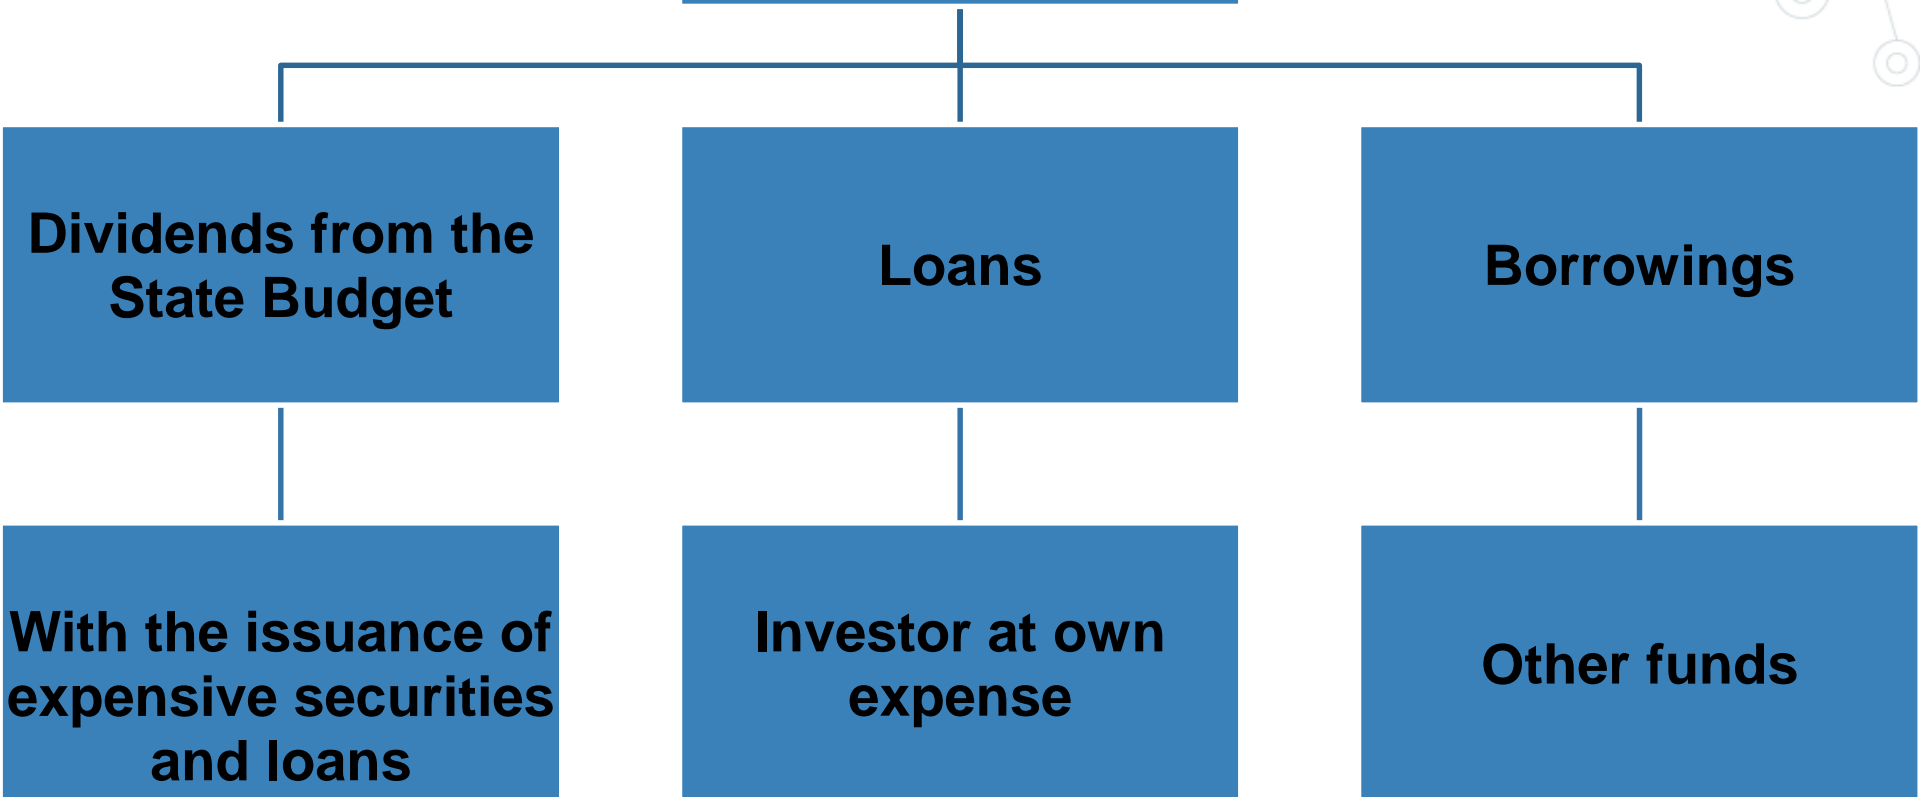 Dividends from the
State Budget
Loans
Borrowings
With the issuance of
expensive securities
and loans
Investor at own
expense
Other funds